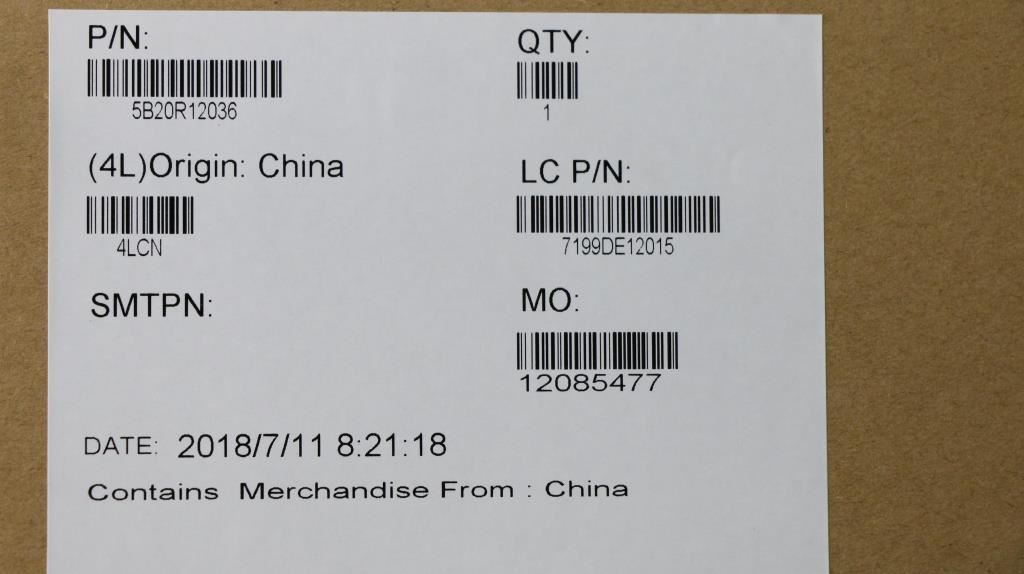 P/N:
5B20R12036
QTY:
1
(4L)Origin: China
4LCN
LC P/N:
7199DE12015
SMTPN:
MO:
12085477
DATE: 2018/7/11 8:21:18
Contains Merchandise From : China